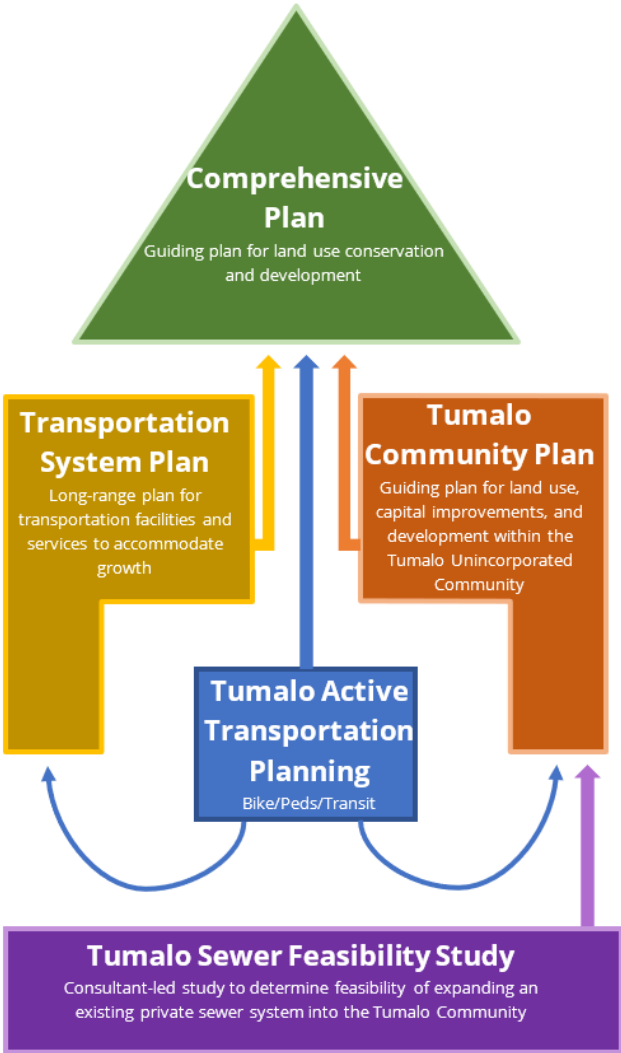 Comprehensive
Plan
Guiding plan for land use conservation
and development
Transportation
System Plan
Long-range plan for
transportation facilities and
services to accommodate
growth
Tumalo
Community Plan
Guiding plan for land use,
capital improvements, and
development within the
Tumalo Unincorporated
Community
Tumalo Active
Transportation
Planning
Bike/Peds/Transit
Tumalo Sewer Feasibility Study
Consultant-led study to determine feasibility of expanding an
existing private sewer system into the Tumalo Community